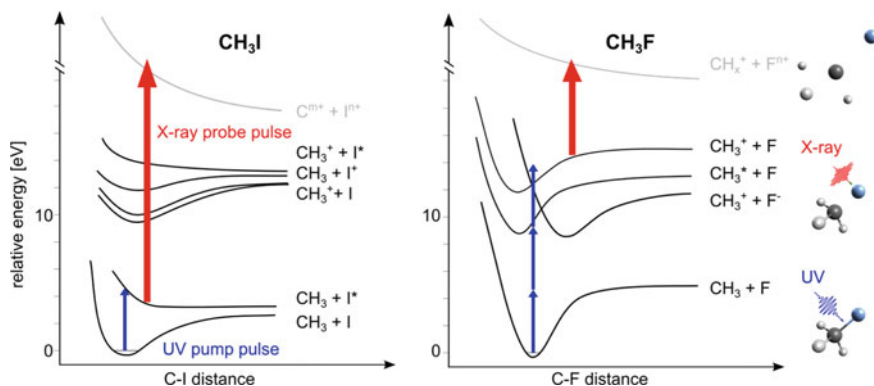 CH₃I
Cᵐ⁺ + Iⁿ⁺
X-ray probe pulse
CH₃⁺ + I*
CH₃ + I⁺
CH₃⁺ + I
relative energy [eV]
10
CH₃ + I*
CH₃ + I
0
UV pump pulse
C-I distance
CH₃F
CHₓ⁺ + Fⁿ⁺
CH₃⁺ + F
CH₃* + F
CH₃⁺ + F⁻
10
CH₃ + F
0
C-F distance
X-ray
UV